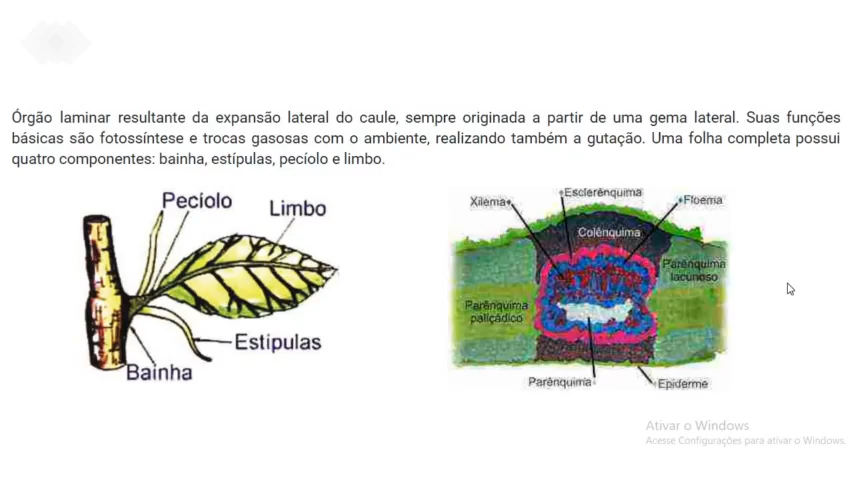 Órgão laminar resultante da expansão lateral do caule, sempre originada a partir de uma gema lateral. Suas funções
básicas são fotossíntese e trocas gasosas com o ambiente, realizando também a gutação. Uma folha completa possui
quatro componentes: bainha, estípulas, pecíolo e limbo.
Pecíolo
Limbo
Estípulas
Bainha
Esclerênquima
Xilema
Floema
Colênquima
Parênquima
lacunoso
Parênquima
paliçádico
Parênquima
Epiderme
Ativar o Windows
Acesse Configurações para ativar o Windows.